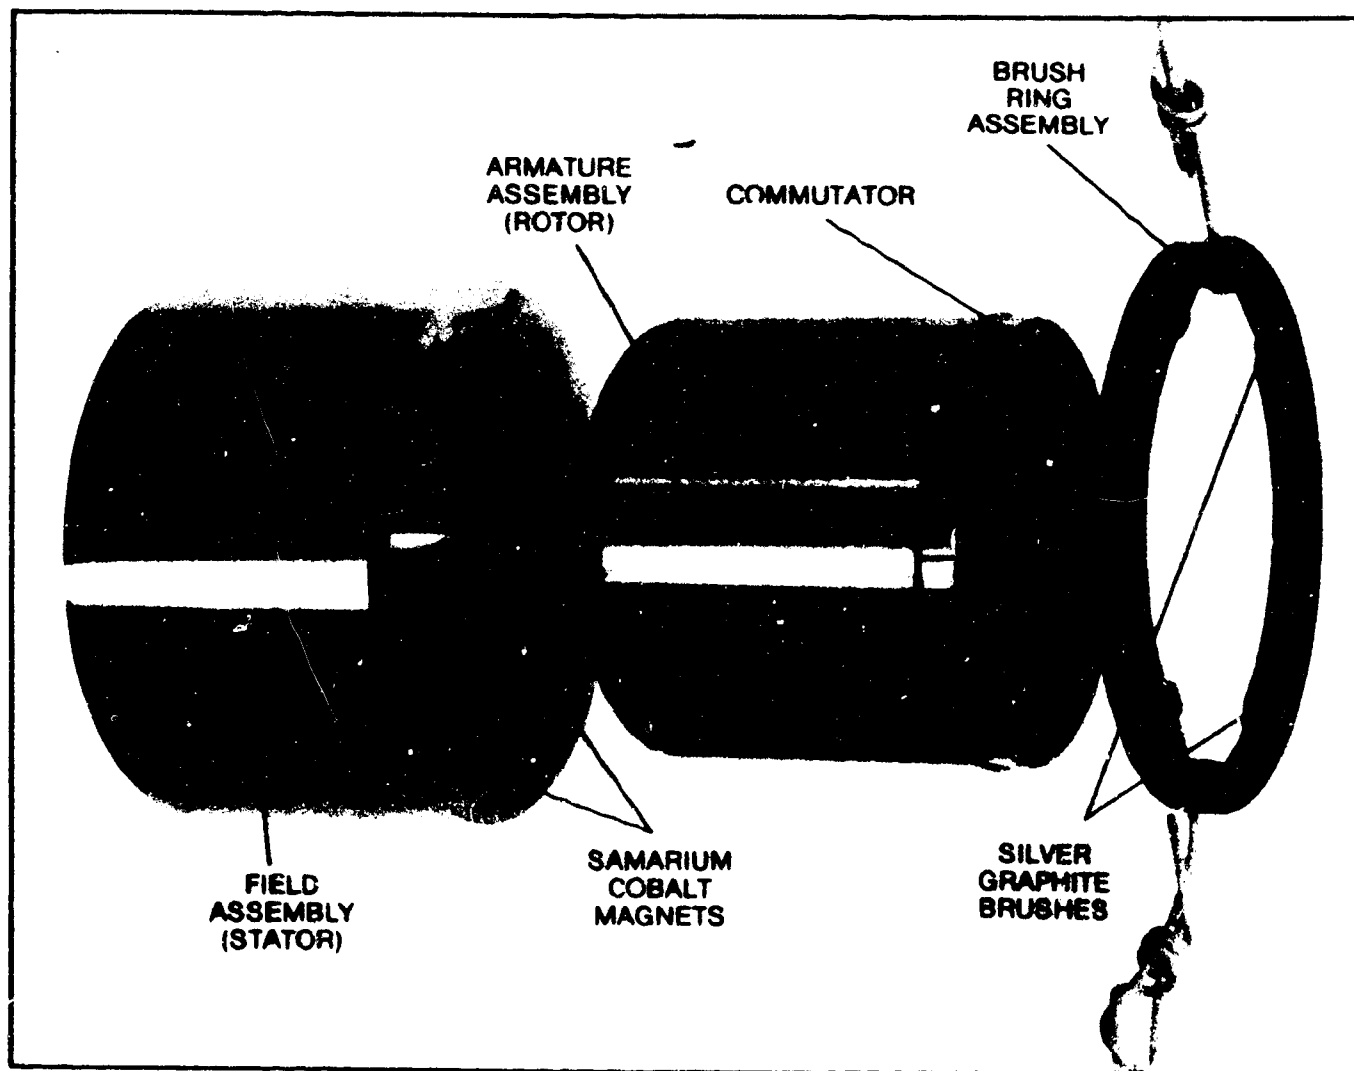 BRUSH
RING
ASSEMBLY
ARMATURE
ASSEMBLY
(ROTOR)
COMMUTATOR
FIELD
ASSEMBLY
(STATOR)
SAMARIUM
COBALT
MAGNETS
SILVER
GRAPHITE
BRUSHES